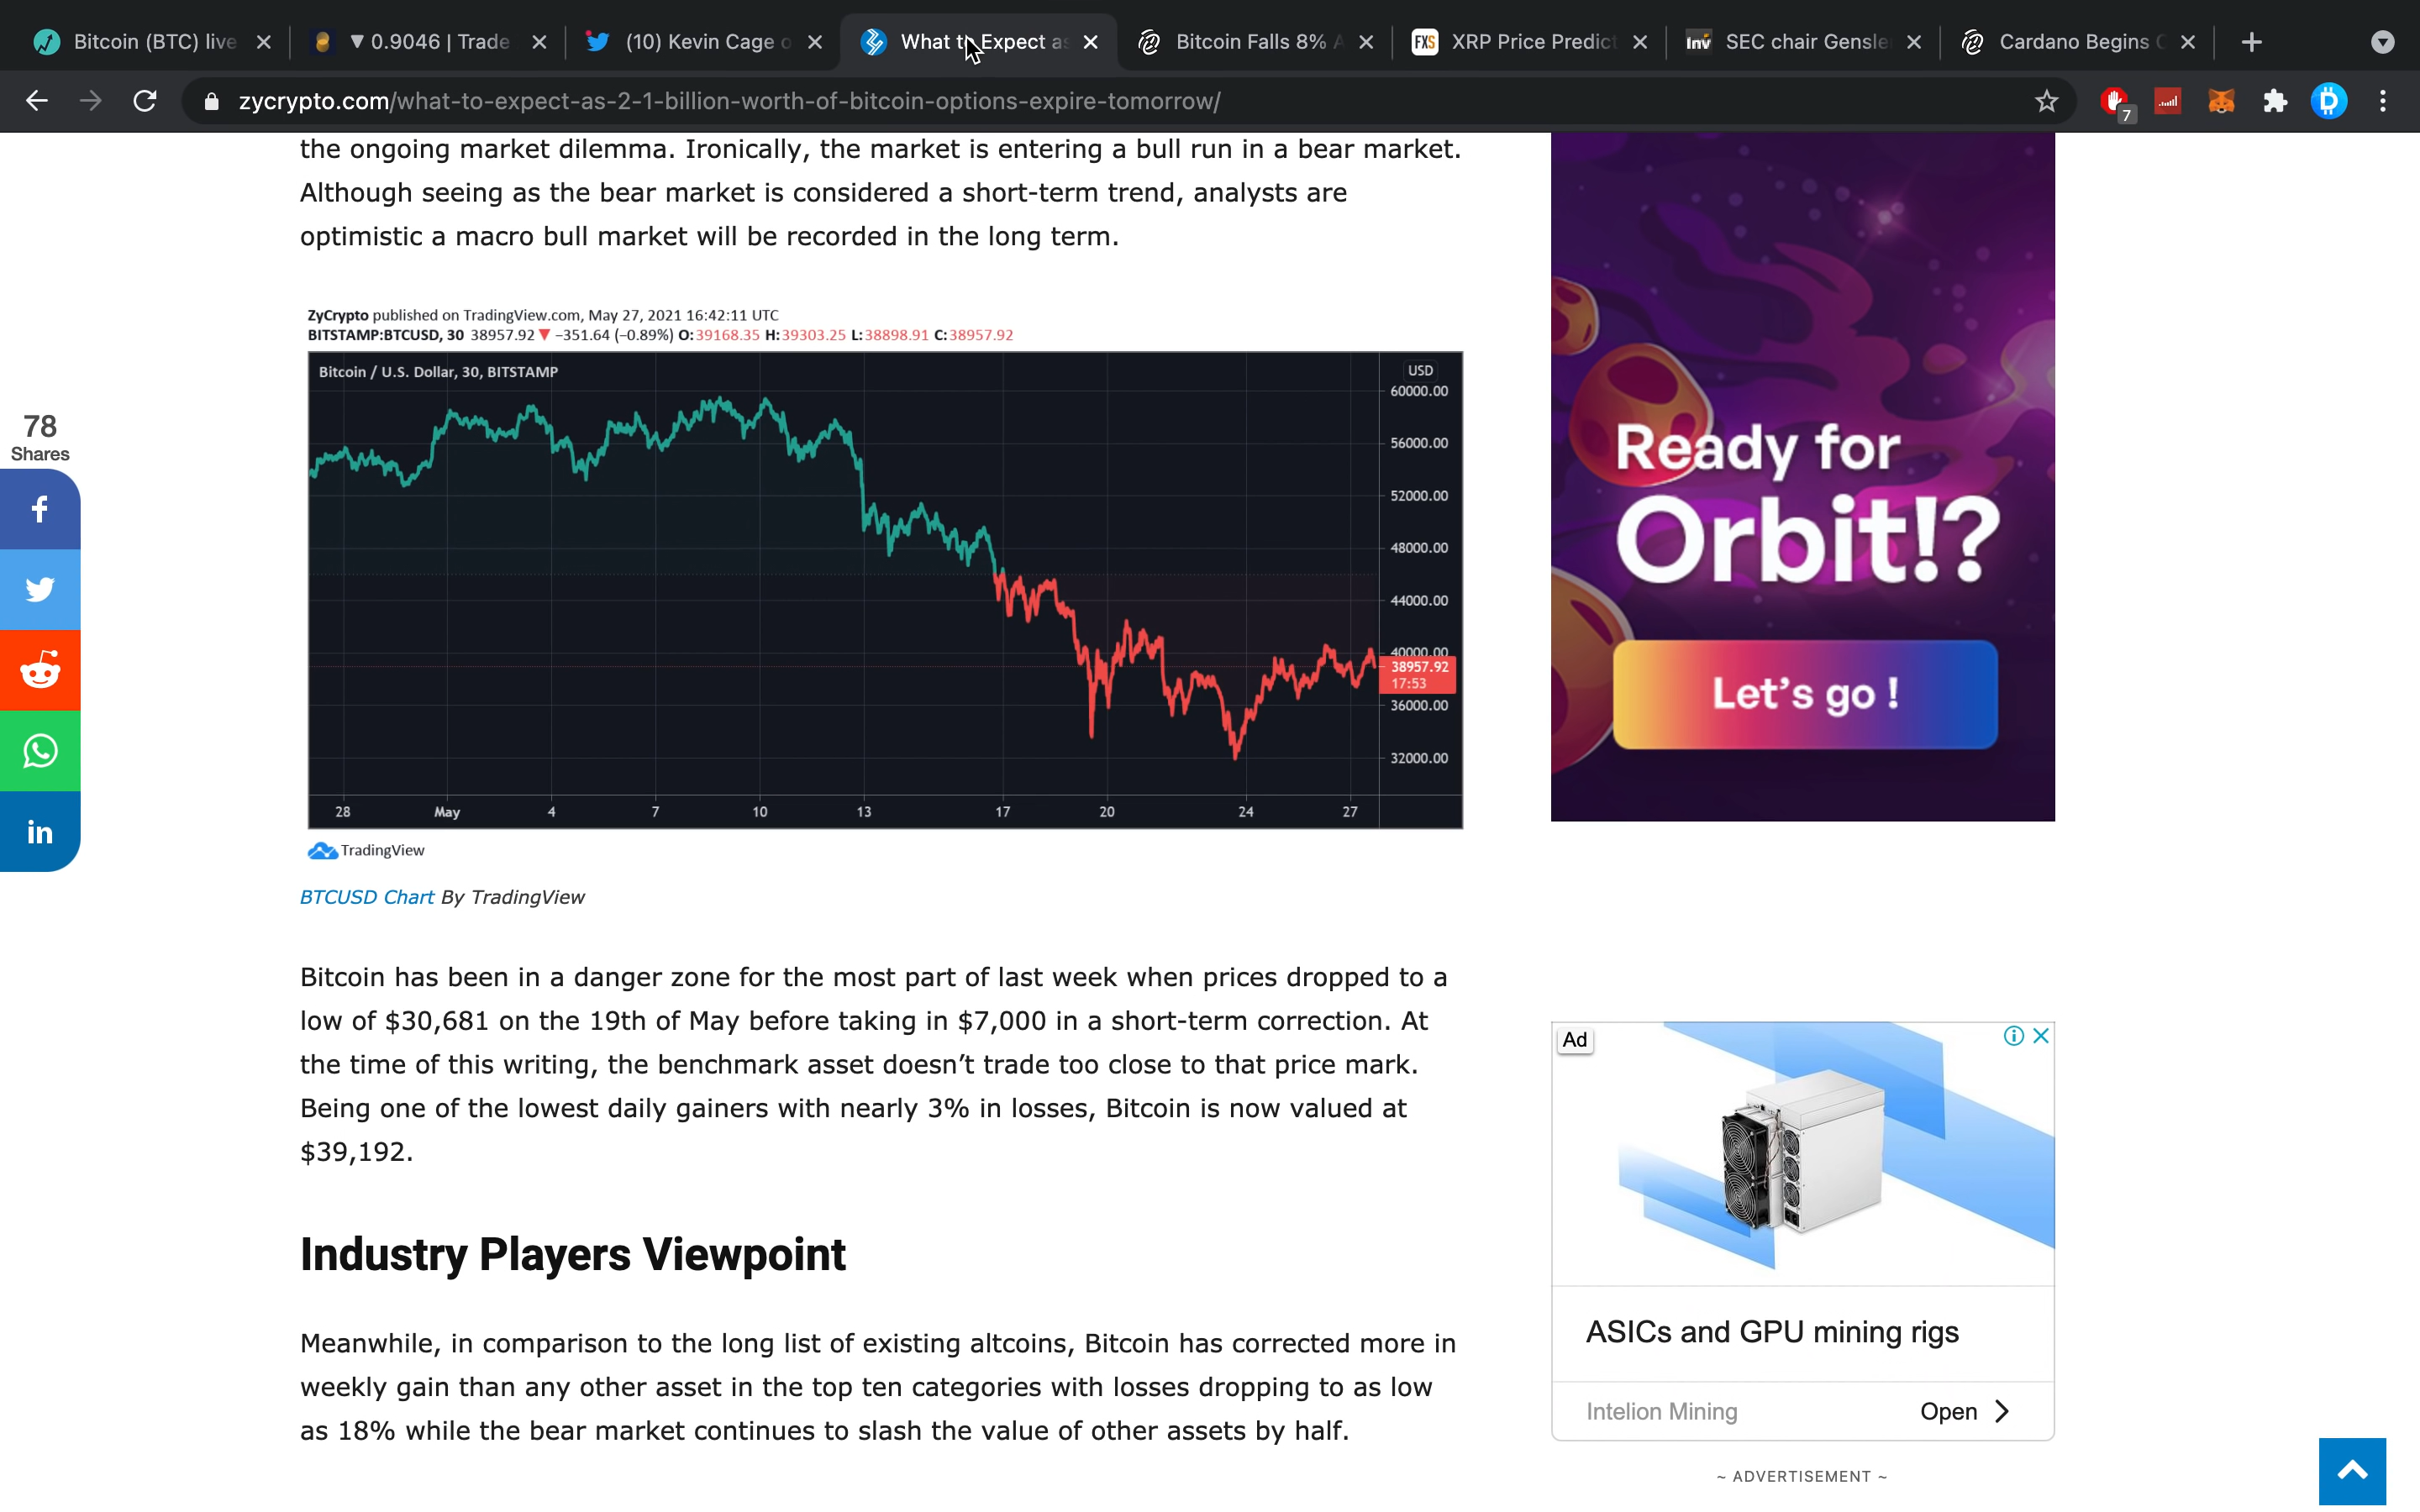 Bitcoin (BTC) live
▼ 0.9046 | Trade
(10) Kevin Cage o
What to Expect as
Bitcoin Falls 8% A
FXS XRP Price Predict
Inv SEC chair Gensle
Cardano Begins C
zycrypto.com/what-to-expect-as-2-1-billion-worth-of-bitcoin-options-expire-tomorrow/
7
the ongoing market dilemma. Ironically, the market is entering a bull run in a bear market.
Although seeing as the bear market is considered a short-term trend, analysts are
optimistic a macro bull market will be recorded in the long term.
ZyCrypto published on TradingView.com, May 27, 2021 16:42:11 UTC
BITSTAMP:BTCUSD, 30 38957.92 ▼ −351.64 (−0.89%) O:39168.35 H:39303.25 L:38898.91 C:38957.92
Bitcoin / U.S. Dollar, 30, BITSTAMP
USD
60000.00
56000.00
52000.00
48000.00
44000.00
40000.00
38957.92
17:53
36000.00
32000.00
28 May 4 7 10 13 17 20 24 27
TradingView
BTCUSD Chart By TradingView
78
Shares
f
in
Bitcoin has been in a danger zone for the most part of last week when prices dropped to a
low of $30,681 on the 19th of May before taking in $7,000 in a short-term correction. At
the time of this writing, the benchmark asset doesn’t trade too close to that price mark.
Being one of the lowest daily gainers with nearly 3% in losses, Bitcoin is now valued at
$39,192.
Industry Players Viewpoint
Meanwhile, in comparison to the long list of existing altcoins, Bitcoin has corrected more in
weekly gain than any other asset in the top ten categories with losses dropping to as low
as 18% while the bear market continues to slash the value of other assets by half.
Ready for
Orbit!?
Let’s go !
Ad
ASICs and GPU mining rigs
Intelion Mining
Open
~ ADVERTISEMENT ~